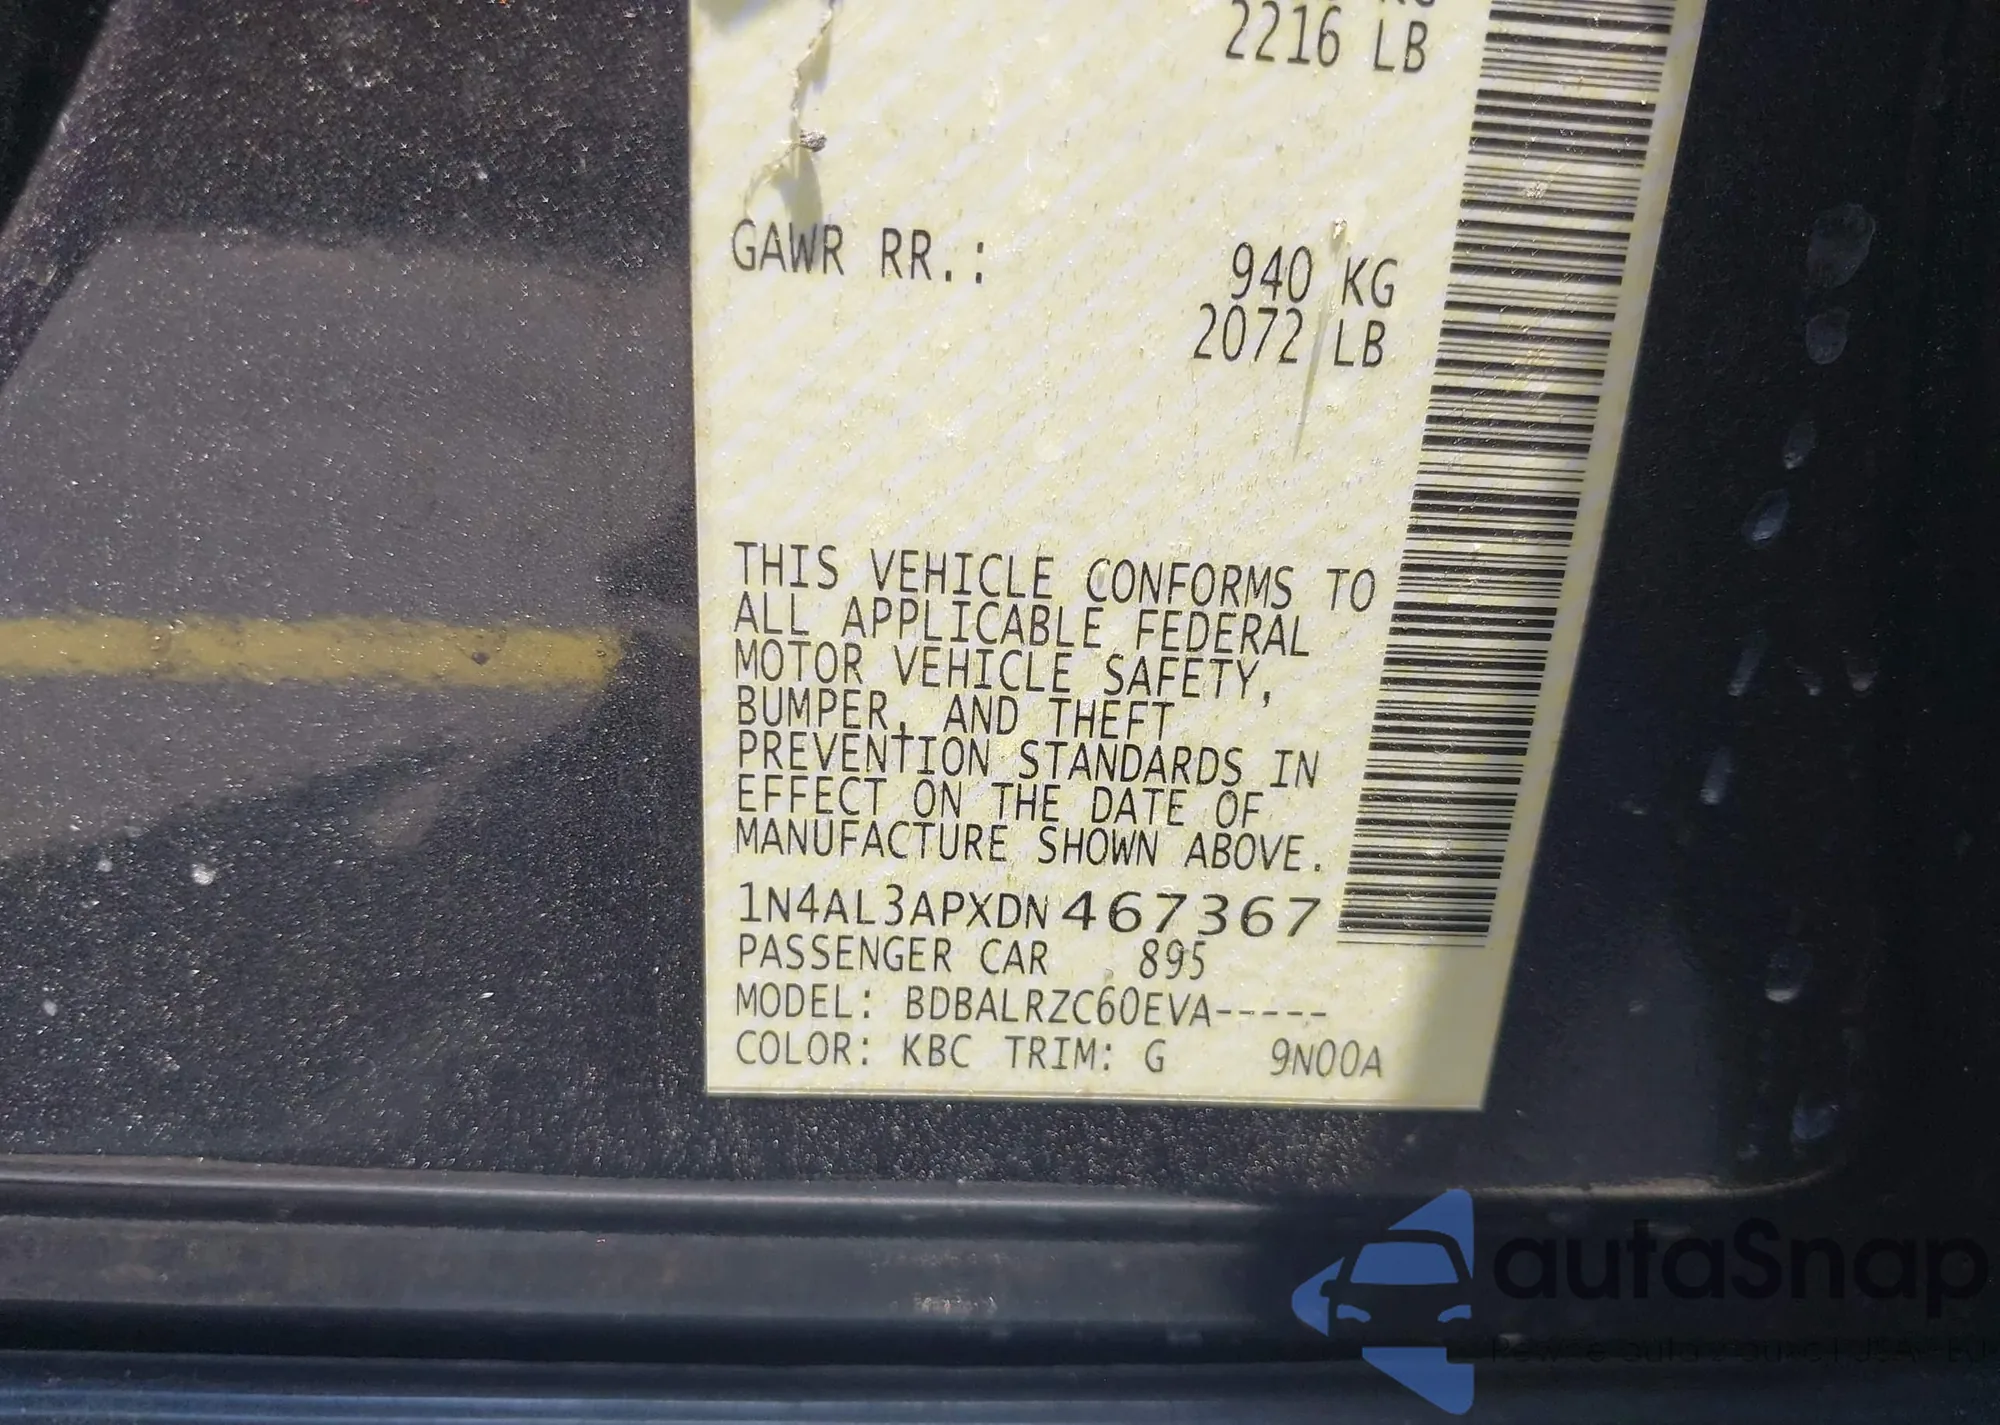 2216 LB
GAWR RR.:
940 KG
2072 LB
THIS VEHICLE CONFORMS TO
ALL APPLICABLE FEDERAL
MOTOR VEHICLE SAFETY,
BUMPER, AND THEFT
PREVENTION STANDARDS IN
EFFECT ON THE DATE OF
MANUFACTURE SHOWN ABOVE.
1N4AL3APXDN467367
PASSENGER CAR 895
MODEL: BDBALRZC60EVA-----
COLOR: KBC TRIM: G 9N00A
autaSnap